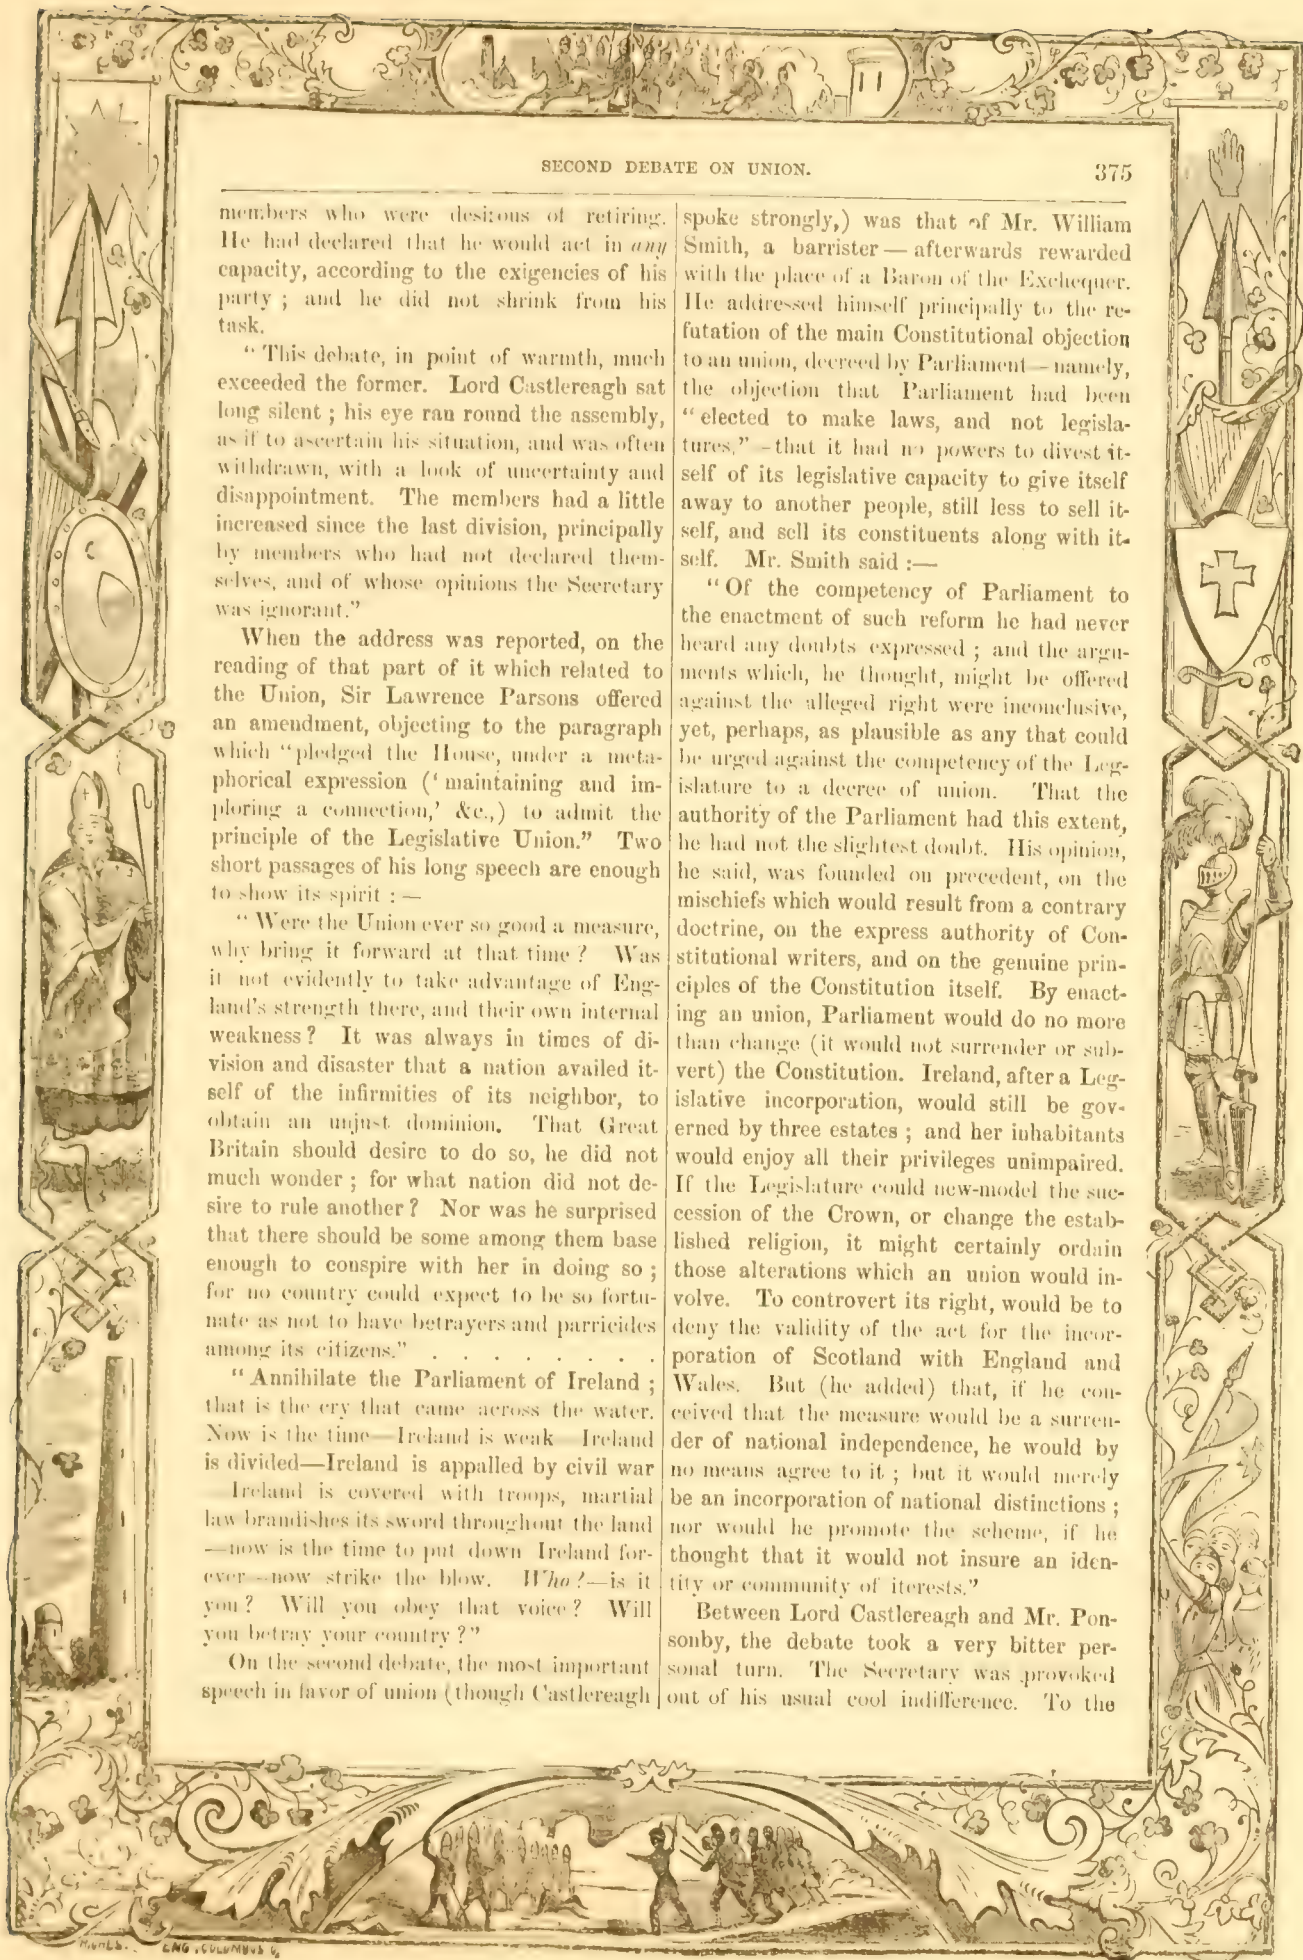 SECOND DEBATE ON UNION.
375
members who were desirous of retiring.
He had declared that he would act in any
capacity, according to the exigencies of his
party ; and he did not shrink from his
task.
" This debate, in point of warmth, much
exceeded the former. Lord Castlereagh sat
long silent ; his eye ran round the assembly,
as if to ascertain his situation, and was often
withdrawn, with a look of uncertainty and
disappointment. The members had a little
increased since the last division, principally
by members who had not declared them-
selves, and of whose opinions the Secretary
was ignorant."
When the address was reported, on the
reading of that part of it which related to
the Union, Sir Lawrence Parsons offered
an amendment, objecting to the paragraph
which "pledged the House, under a meta-
phorical expression (' maintaining and im-
ploring a connection,' &c.,) to admit the
principle of the Legislative Union." Two
short passages of his long speech are enough
to show its spirit : —
" Were the Union ever so good a measure,
why bring it forward at that time ? Was
it not evidently to take advantage of Eng-
land's strength there, and their own internal
weakness ? It was always in times of di-
vision and disaster that a nation availed it-
self of the infirmities of its neighbor, to
obtain an unjust dominion. That Great
Britain should desire to do so, he did not
much wonder ; for what nation did not de-
sire to rule another ? Nor was he surprised
that there should be some among them base
enough to conspire with her in doing so ;
for no country could expect to be so fortu-
nate as not to have betrayers and parricides
among its citizens." . . . . . . . .
" Annihilate the Parliament of Ireland ;
that is the cry that came across the water.
Now is the time—Ireland is weak—Ireland
is divided—Ireland is appalled by civil war
Ireland is covered with troops, martial
law brandishes its sword throughout the land
—now is the time to put down Ireland for-
ever—now strike the blow. Who?—is it
you ? Will you obey that voice ? Will
you betray your country ?"
On the second debate, the most important
speech in favor of union (though Castlereagh
spoke strongly,) was that of Mr. William
Smith, a barrister — afterwards rewarded
with the place of a Baron of the Exchequer.
He addressed himself principally to the re-
futation of the main Constitutional objection
to an union, decreed by Parliament—namely,
the objection that Parliament had been
" elected to make laws, and not legisla-
tures," —that it had no powers to divest it-
self of its legislative capacity to give itself
away to another people, still less to sell it-
self, and sell its constituents along with it-
self. Mr. Smith said :—
" Of the competency of Parliament to
the enactment of such reform he had never
heard any doubts expressed ; and the argu-
ments which, he thought, might be offered
against the alleged right were inconclusive,
yet, perhaps, as plausible as any that could
be urged against the competency of the Leg-
islature to a decree of union. That the
authority of the Parliament had this extent,
he had not the slightest doubt. His opinion,
he said, was founded on precedent, on the
mischiefs which would result from a contrary
doctrine, on the express authority of Con-
stitutional writers, and on the genuine prin-
ciples of the Constitution itself. By enact-
ing an union, Parliament would do no more
than change (it would not surrender or sub-
vert) the Constitution. Ireland, after a Leg-
islative incorporation, would still be gov-
erned by three estates ; and her inhabitants
would enjoy all their privileges unimpaired.
If the Legislature could new-model the suc-
cession of the Crown, or change the estab-
lished religion, it might certainly ordain
those alterations which an union would in-
volve. To controvert its right, would be to
deny the validity of the act for the incor-
poration of Scotland with England and
Wales. But (he added) that, if he con-
ceived that the measure would be a surren-
der of national independence, he would by
no means agree to it ; but it would merely
be an incorporation of national distinctions ;
nor would he promote the scheme, if he
thought that it would not insure an iden-
tity or community of iterests."
Between Lord Castlereagh and Mr. Pon-
sonby, the debate took a very bitter per-
sonal turn. The Secretary was provoked
out of his usual cool indifference. To the
ENG. COLUMBUS O.